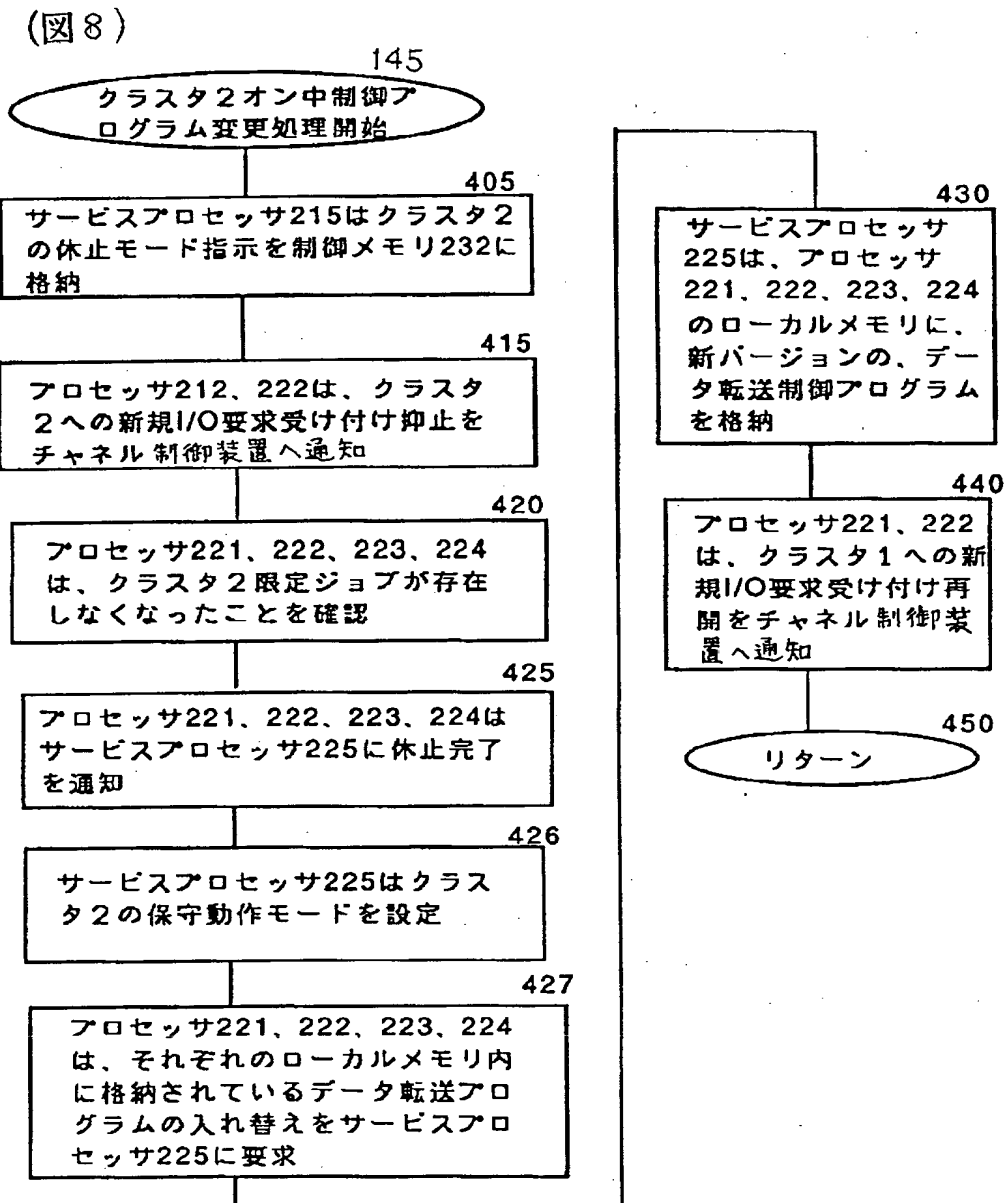 (図8)
145
クラスタ2オン中制御プ
ログラム変更処理開始
405
サービスプロセッサ215はクラスタ2
の休止モード指示を制御メモリ232に
格納
415
プロセッサ212、222は、クラスタ
2への新規I/O要求受け付け抑止を
チャネル制御装置へ通知
420
プロセッサ221、222、223、224
は、クラスタ2限定ジョブが存在
しなくなったことを確認
425
プロセッサ221、222、223、224は
サービスプロセッサ225に休止完了
を通知
426
サービスプロセッサ225はクラス
タ2の保守動作モードを設定
427
プロセッサ221、222、223、224
は、それぞれのローカルメモリ内
に格納されているデータ転送プロ
グラムの入れ替えをサービスプロ
セッサ225に要求
430
サービスプロセッサ
225は、プロセッサ
221、222、223、224
のローカルメモリに、
新バージョンの、デー
タ転送制御プログラム
を格納
440
プロセッサ221、222
は、クラスタ1への新
規I/O要求受け付け再
開をチャネル制御装
置へ通知
450
リターン